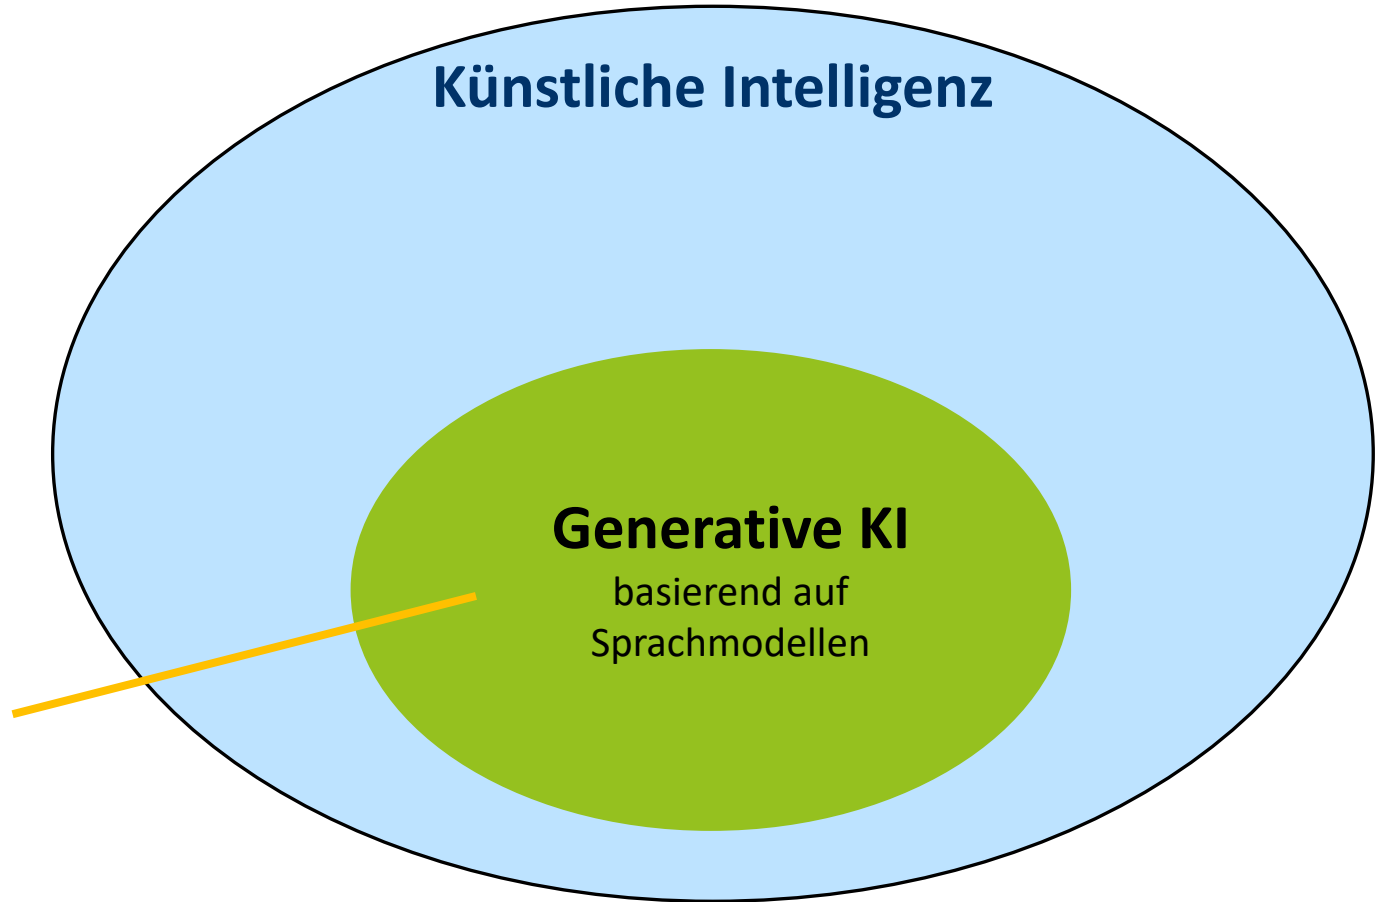 Künstliche Intelligenz
Generative KI
basierend auf
Sprachmodellen